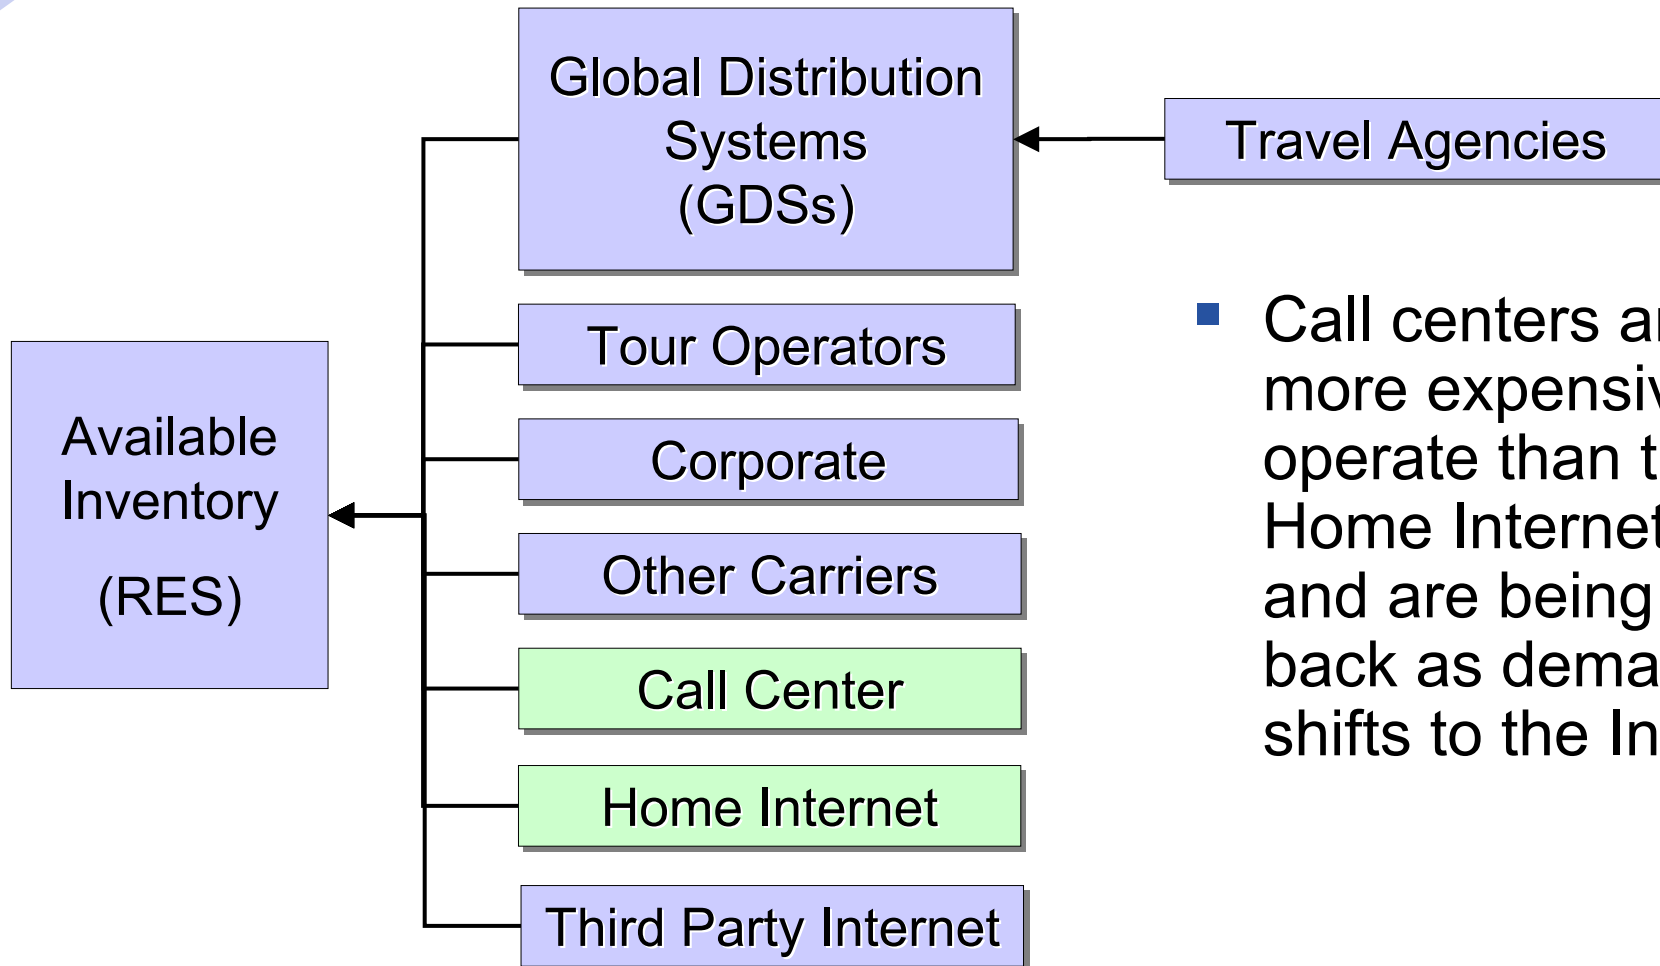 Global Distribution
Systems
(GDSs)
Travel Agencies
Tour Operators
Corporate
Other Carriers
Call Center
Home Internet
Third Party Internet
Available
Inventory
(RES)
Call centers
more
operate than
Home Internet
and are being
back as
shifts to the